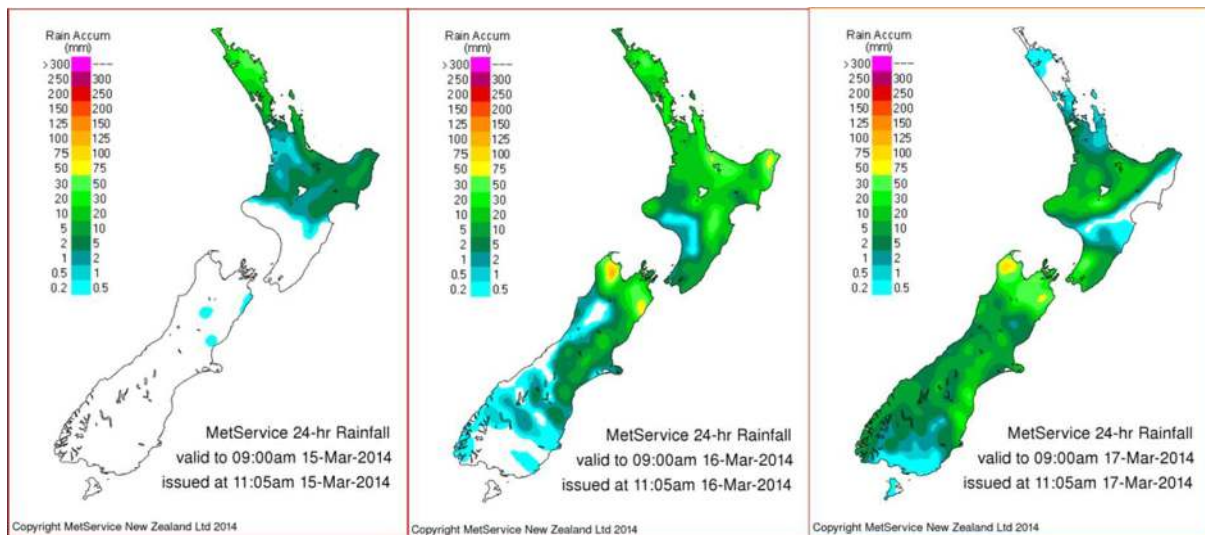 Rain Accum
(mm)
>300 ---
250 300
200 250
150 200
125 150
100 125
75 100
50 75
30 50
20 30
10 20
5 10
2 5
1 2
0.5 1
0.2 0.5
MetService 24-hr Rainfall
valid to 09:00am 15-Mar-2014
issued at 11:05am 15-Mar-2014
Copyright MetService New Zealand Ltd 2014
Rain Accum
(mm)
>300 ---
250 300
200 250
150 200
125 150
100 125
75 100
50 75
30 50
20 30
10 20
5 10
2 5
1 2
0.5 1
0.2 0.5
MetService 24-hr Rainfall
valid to 09:00am 16-Mar-2014
issued at 11:05am 16-Mar-2014
Copyright MetService New Zealand Ltd 2014
Rain Accum
(mm)
>300 ---
250 300
200 250
150 200
125 150
100 125
75 100
50 75
30 50
20 30
10 20
5 10
2 5
1 2
0.5 1
0.2 0.5
MetService 24-hr Rainfall
valid to 09:00am 17-Mar-2014
issued at 11:05am 17-Mar-2014
Copyright MetService New Zealand Ltd 2014